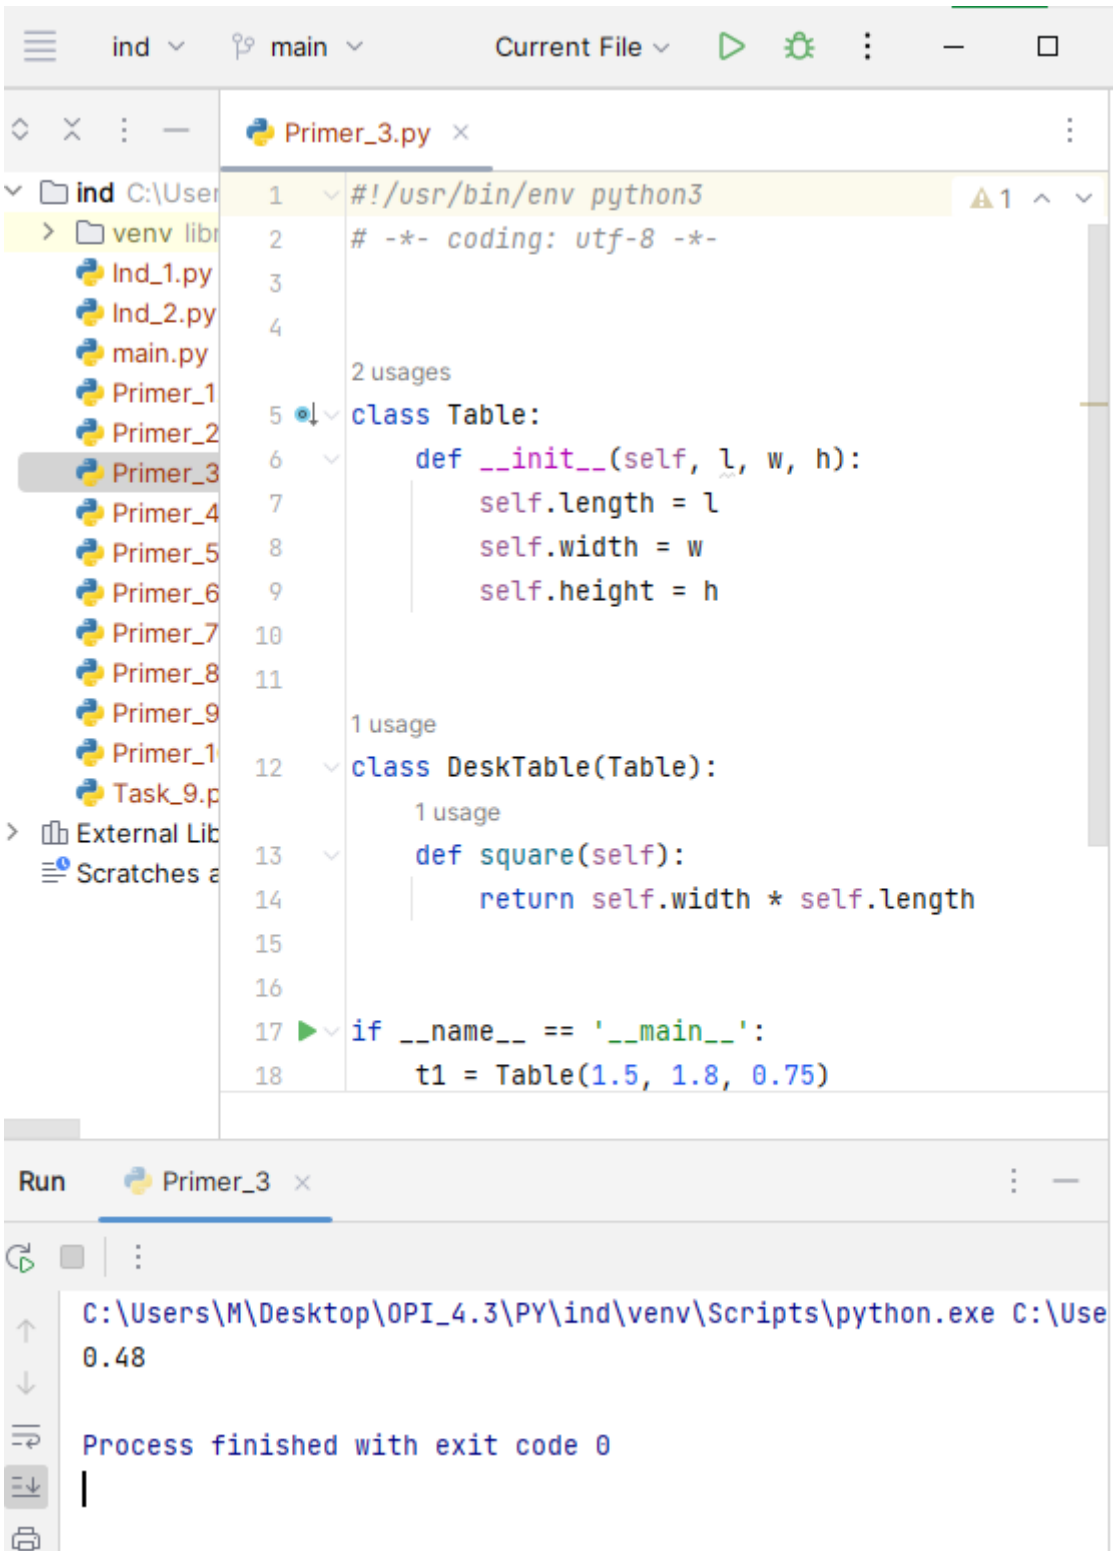 ind main Current File
Primer_3.py
ind C:\User
venv libr
Ind_1.py
Ind_2.py
main.py
Primer_1
Primer_2
Primer_3
Primer_4
Primer_5
Primer_6
Primer_7
Primer_8
Primer_9
Primer_1
Task_9.p
External Lib
Scratches a
1 #!/usr/bin/env python3
1
2 # -*- coding: utf-8 -*-
3
4
2 usages
5 class Table:
6 def __init__(self, l, w, h):
7 self.length = l
8 self.width = w
9 self.height = h
10
11
1 usage
12 class DeskTable(Table):
1 usage
13 def square(self):
14 return self.width * self.length
15
16
17 if __name__ == '__main__':
18 t1 = Table(1.5, 1.8, 0.75)
Run Primer_3
C:\Users\M\Desktop\OPI_4.3\PY\ind\venv\Scripts\python.exe C:\Use
0.48
Process finished with exit code 0